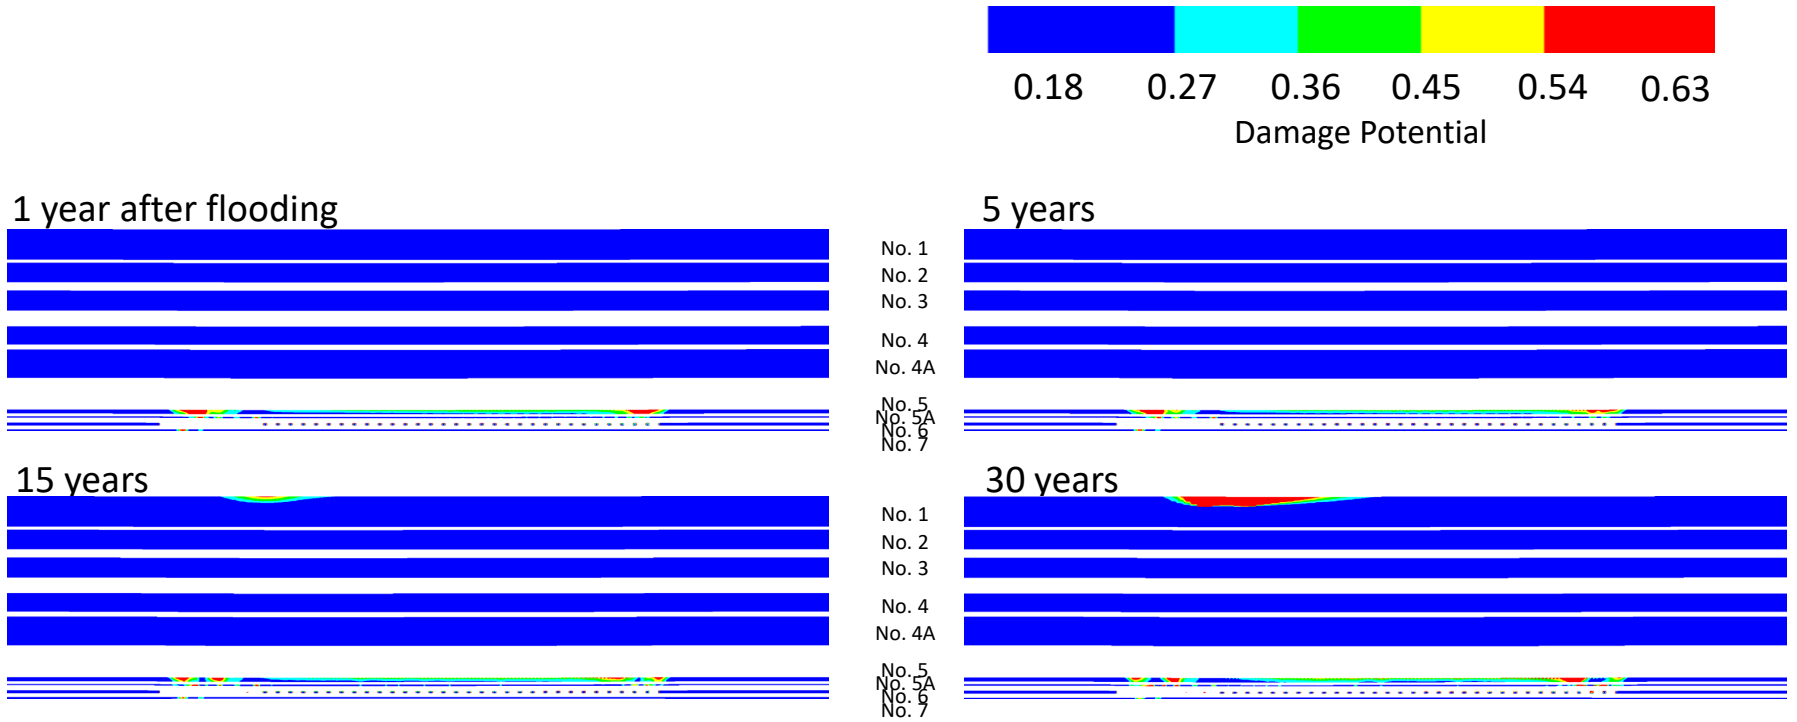 0.18 0.27 0.36 0.45 0.54 0.63
Damage Potential
1 year after flooding
5 years
No. 1
No. 2
No. 3
No. 4
No. 4A
No. 5
No. 5A
No. 6
No. 7
15 years
30 years
No. 1
No. 2
No. 3
No. 4
No. 4A
No. 5
No. 5A
No. 6
No. 7